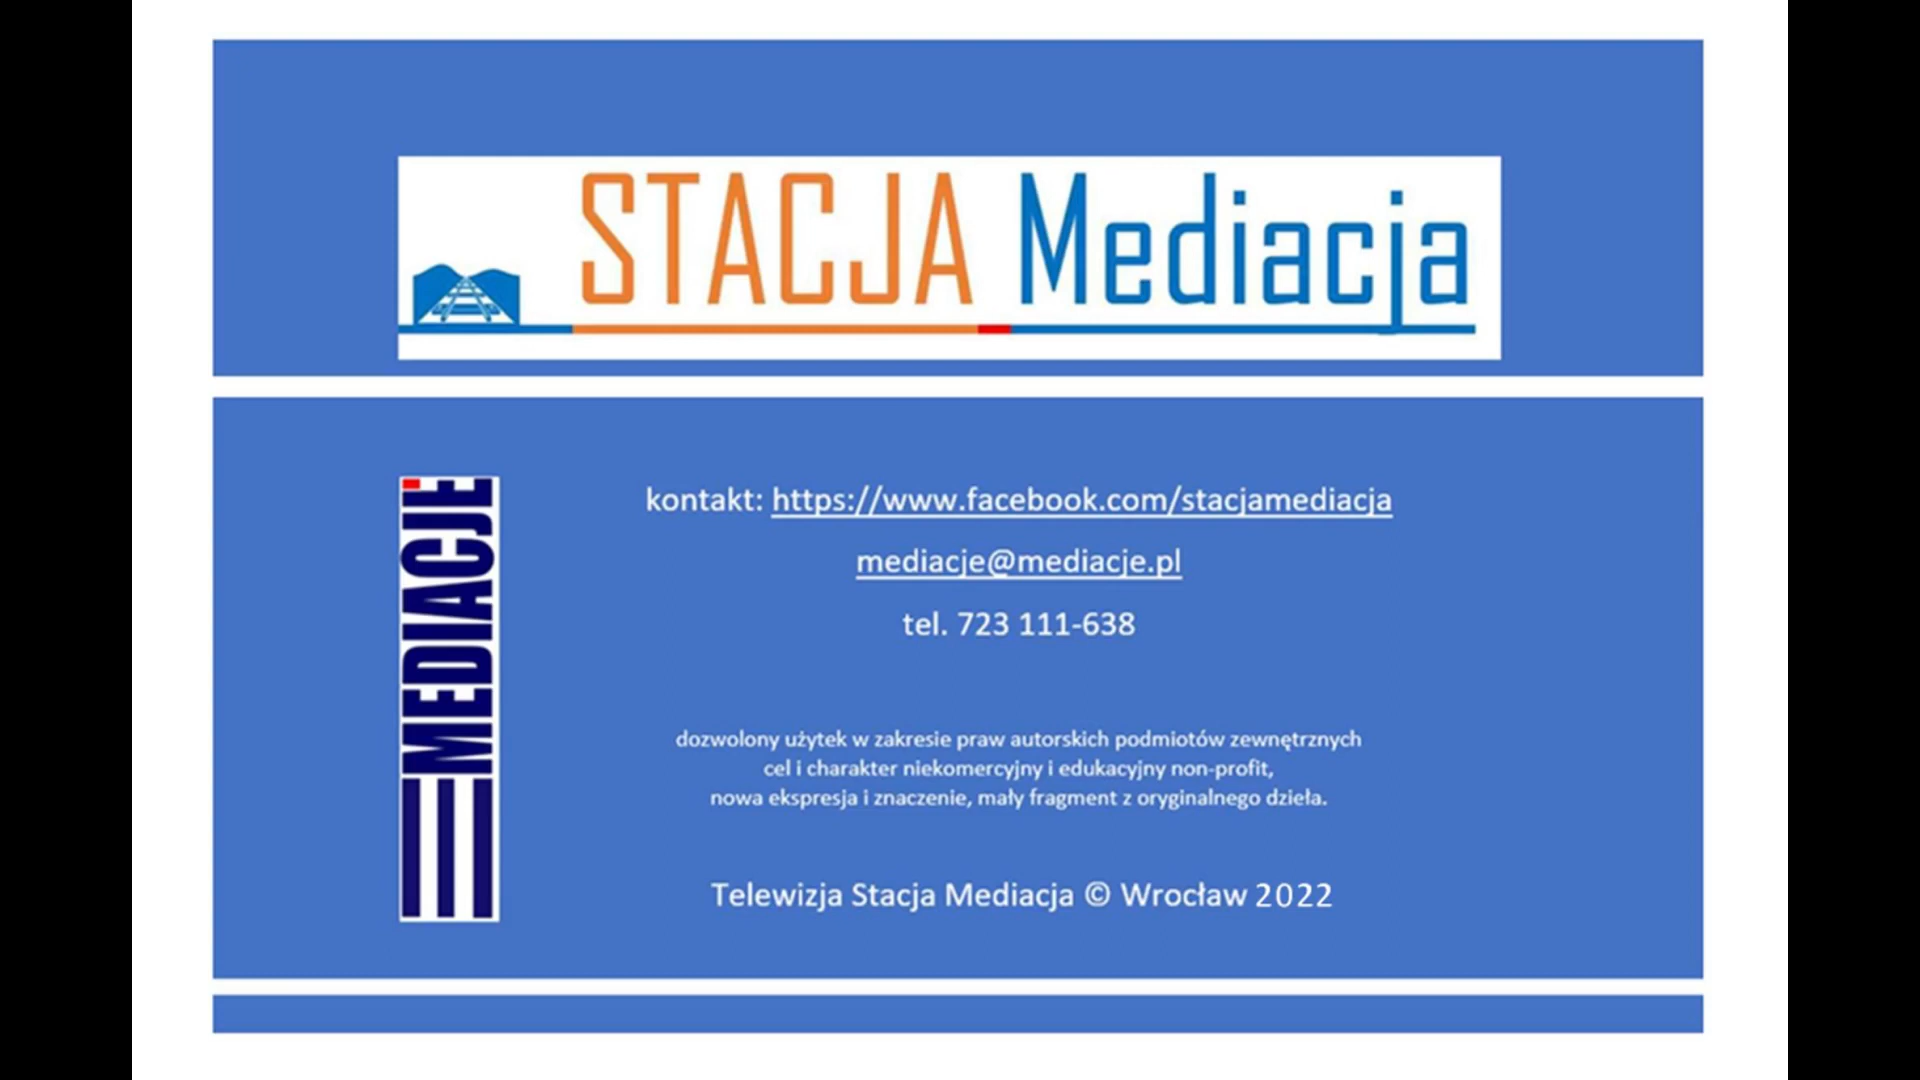 STACJA Mediacja
MEDIACJE
kontakt: https://www.facebook.com/stacjamediacja
mediacje@mediacje.pl
tel. 723 111-638
dozwolony użytek w zakresie praw autorskich podmiotów zewnętrznych
cel i charakter niekomercyjny i edukacyjny non-profit,
nowa ekspresja i znaczenie, mały fragment z oryginalnego dzieła.
Telewizja Stacja Mediacja © Wrocław 2022